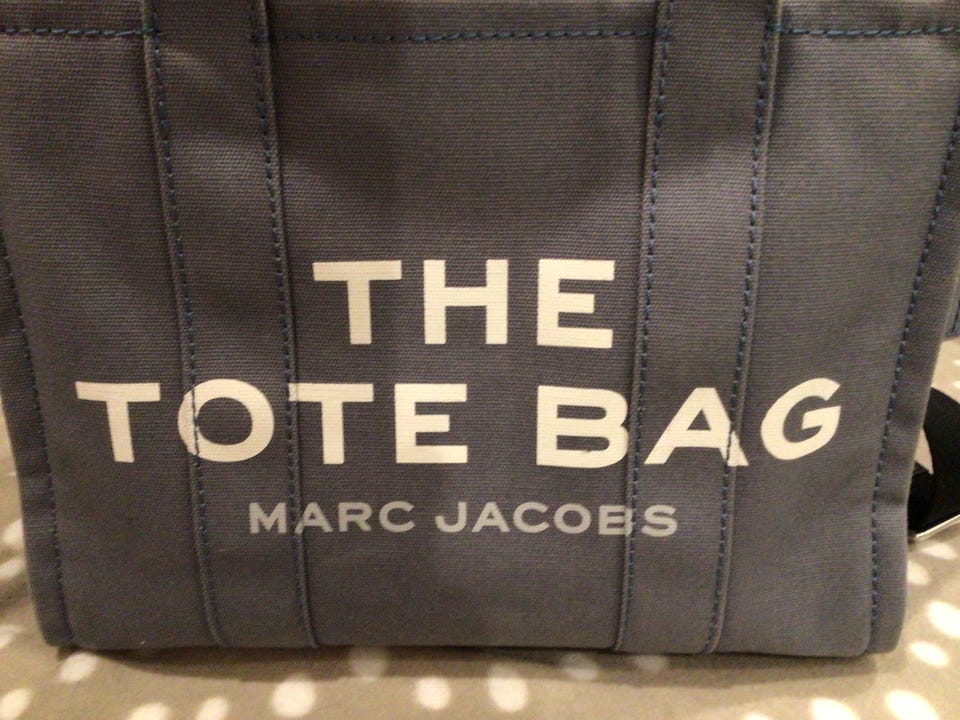 THE
TOTE BAG
MARC JACOBS